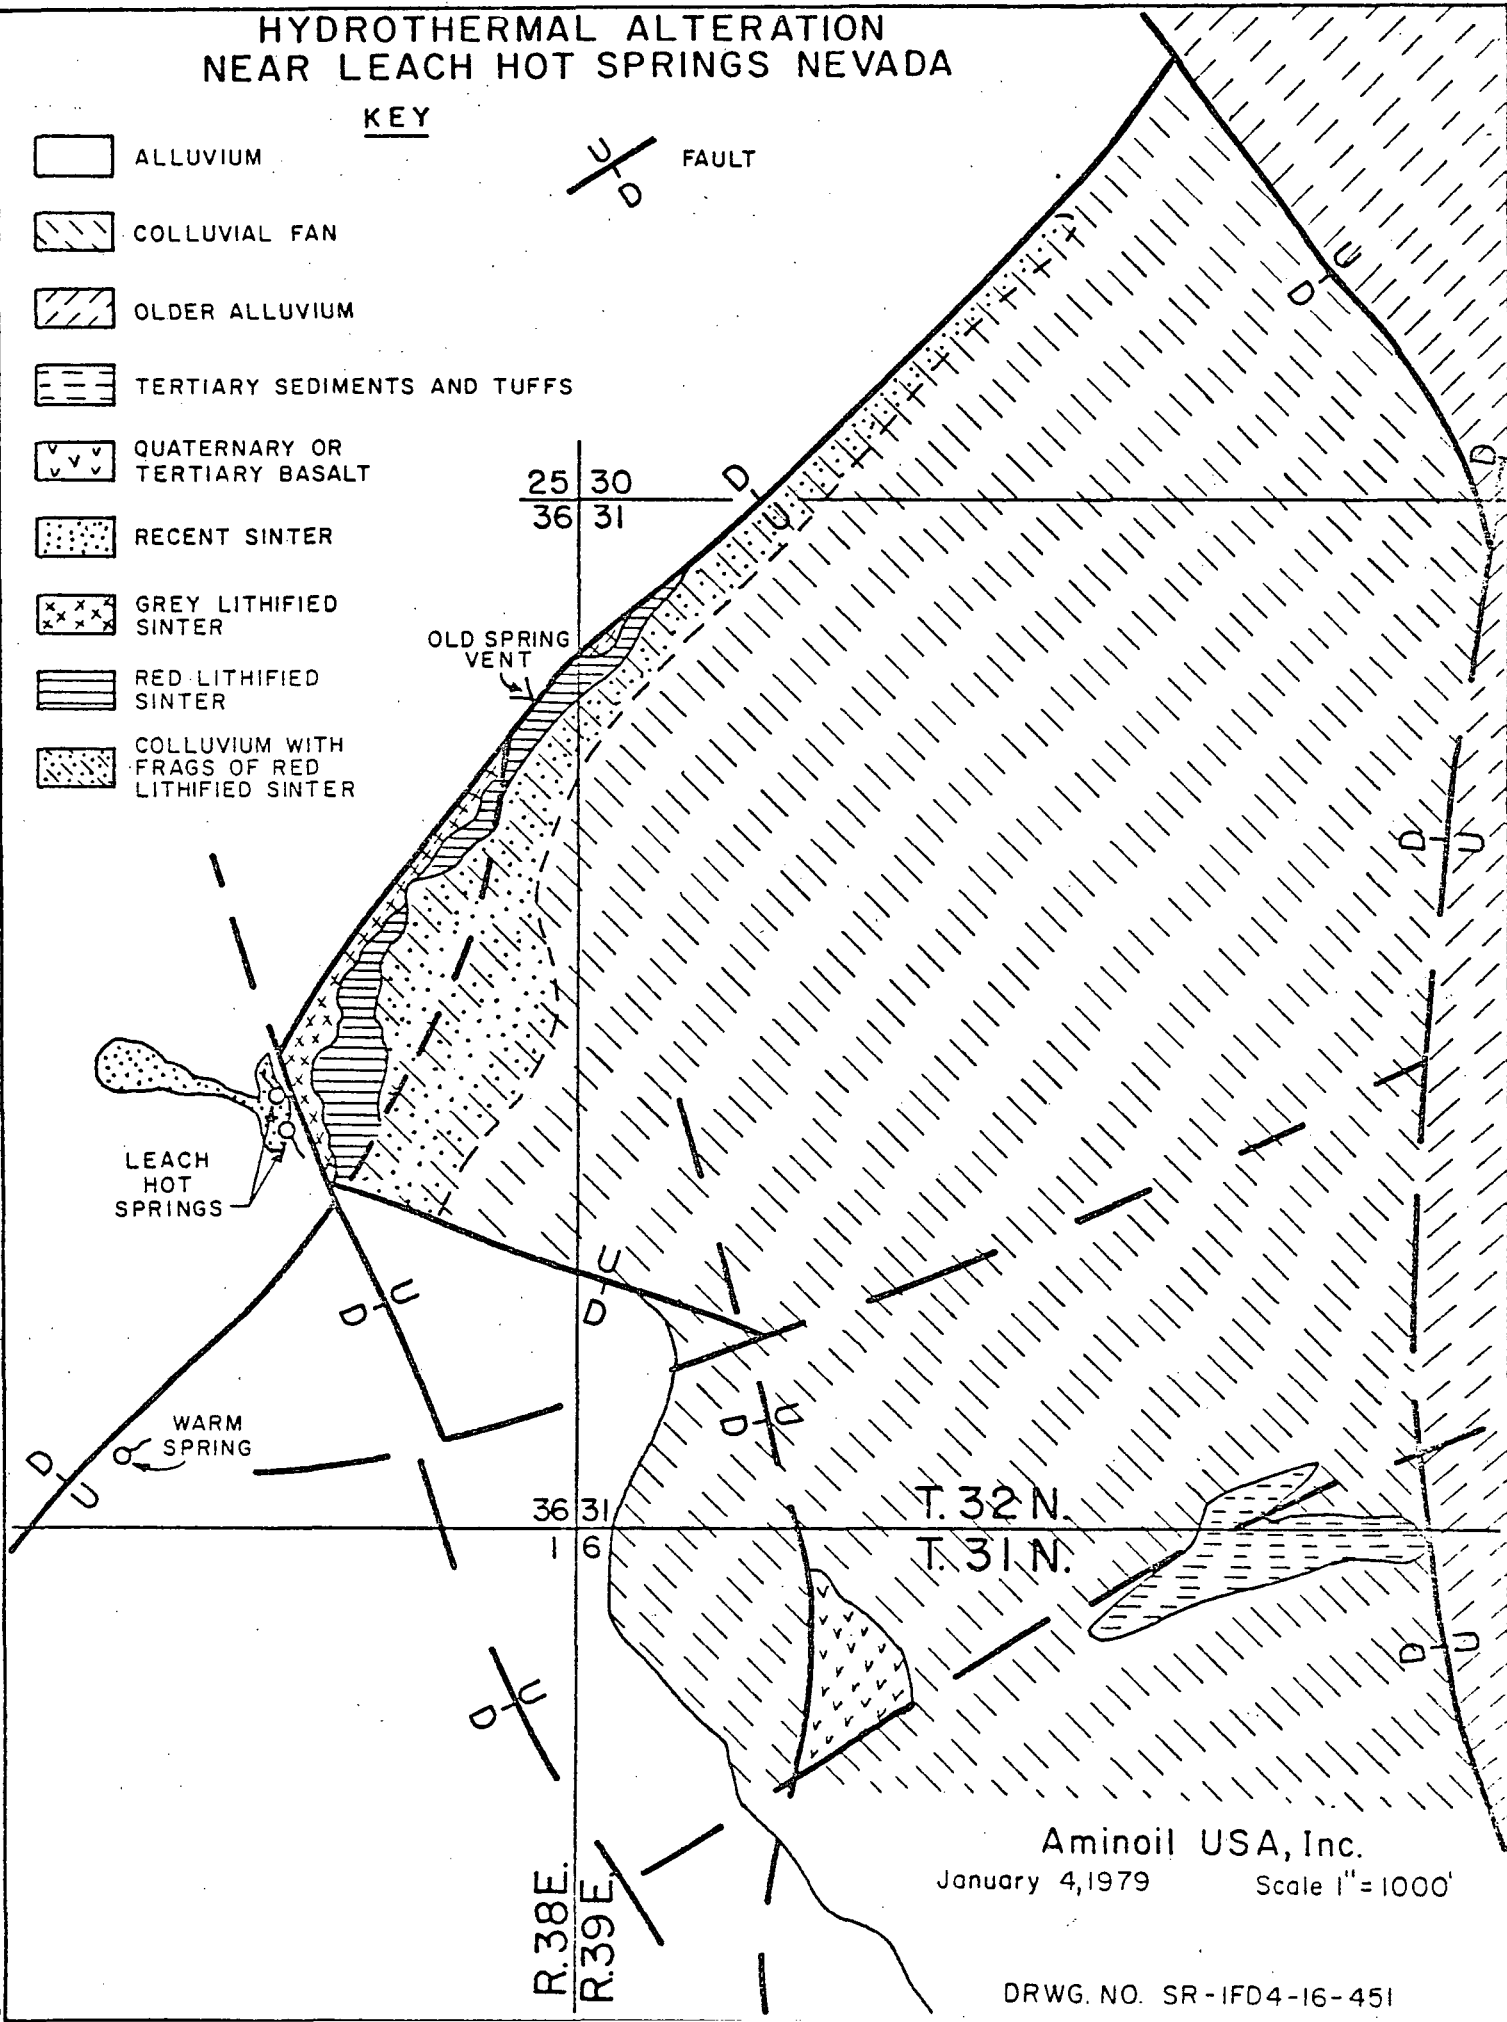 HYDROTHERMAL ALTERATION
NEAR LEACH HOT SPRINGS NEVADA
KEY
ALLUVIUM
COLLUVIAL FAN
OLDER ALLUVIUM
TERTIARY SEDIMENTS AND TUFFS
QUATERNARY OR
TERTIARY BASALT
RECENT SINTER
GREY LITHIFIED
SINTER
RED LITHIFIED
SINTER
COLLUVIUM WITH
FRAGS OF RED
LITHIFIED SINTER
U
D
FAULT
U
D
D
25 30
36 31
D
U
OLD SPRING
VENT
D U
LEACH
HOT
SPRINGS
U
D
U
D
WARM
SPRING
D
U
D U
36 31
1 6
T. 32 N.
T. 31 N.
D U
U
D
R. 38E.
R. 39E.
Aminoil USA, Inc.
January 4, 1979
Scale 1" = 1000'
DRWG. NO. SR-IFD4-16-451